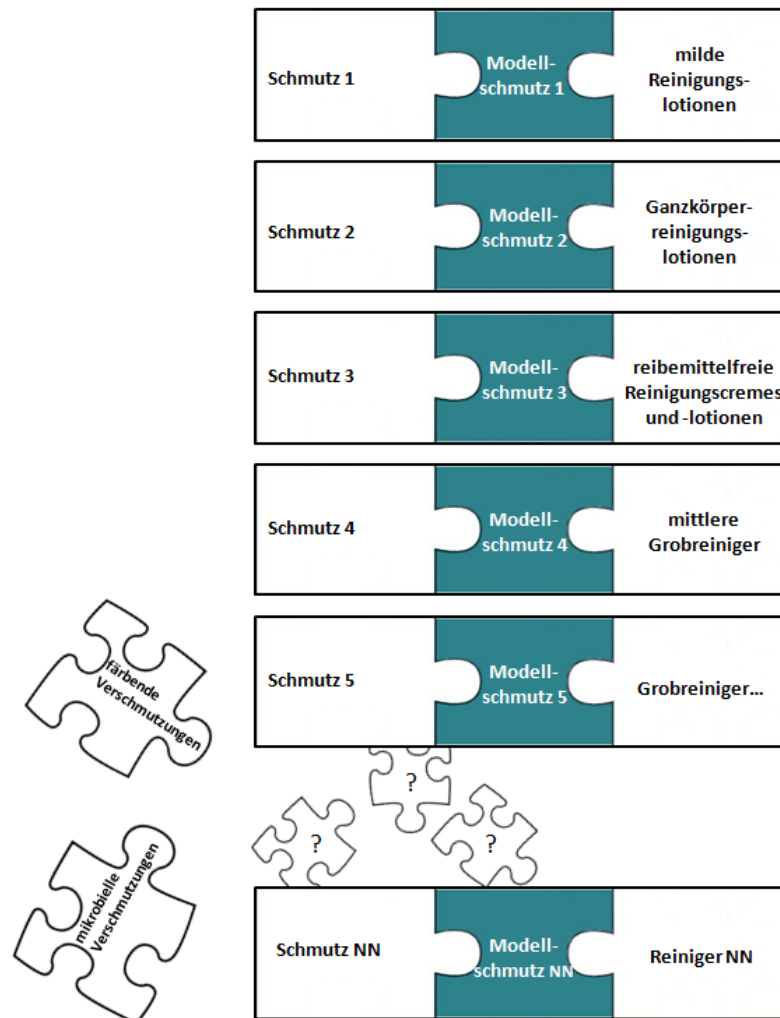 Schmutz 1
Modell-
schmutz 1
milde
Reinigungs-
lotionen
Schmutz 2
Modell-
schmutz 2
Ganzkörper-
reinigungs-
lotionen
Schmutz 3
Modell-
schmutz 3
reibemittelfreie
Reinigungscremes
und -lotionen
Schmutz 4
Modell-
schmutz 4
mittlere
Grobreiniger
färbende
Verschmutzungen
Schmutz 5
Modell-
schmutz 5
Grobreiniger...
?
?
?
mikrobielle
Verschmutzungen
Schmutz NN
Modell-
schmutz NN
Reiniger NN